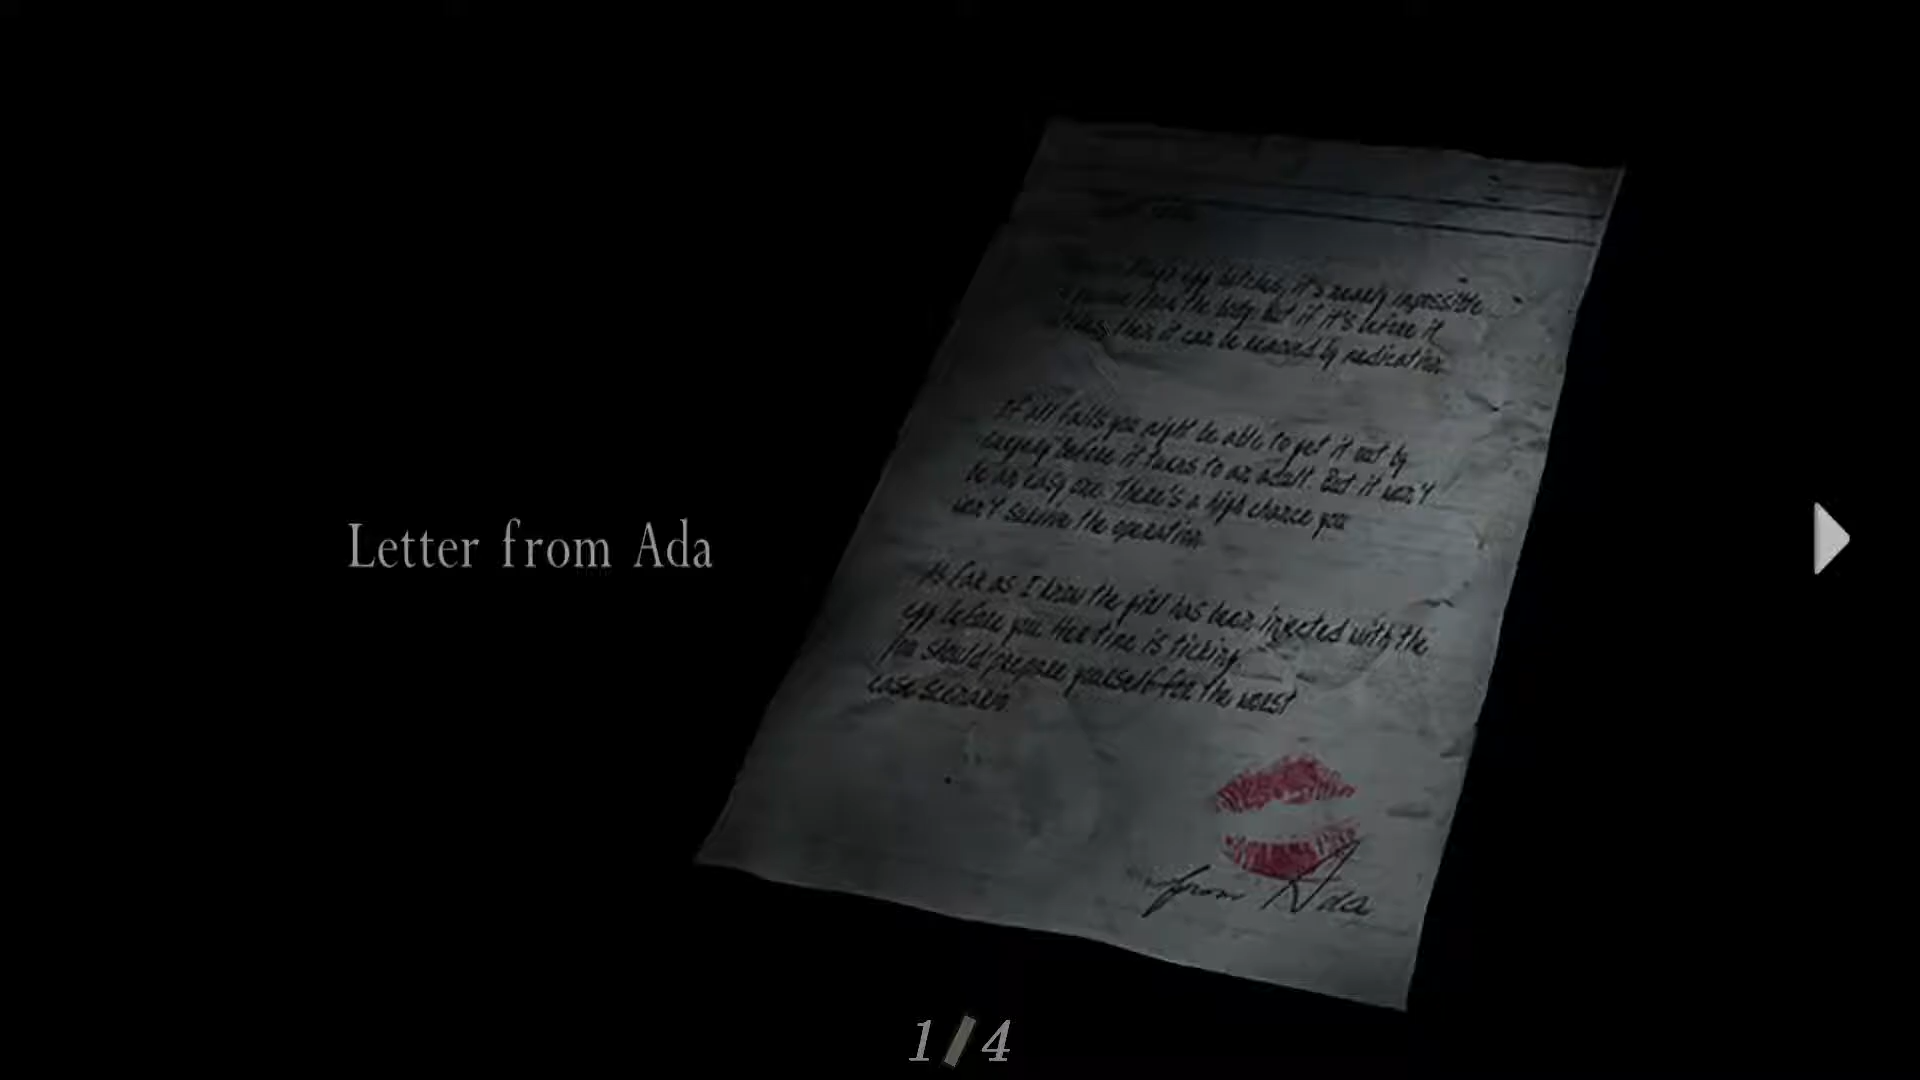 Letter from Ada
egg hatches, it's nearly impossible
from the body. But if it's before it
then it can be removed by medication.
If all fails you might be able to get it out by
surgery before it turns to an adult. But it won't
be an easy one. There's a high chance you
won't survive the operation.
As far as I know the girl has been injected with the
egg before you. Her time is ticking.
You should prepare yourself for the worst
case scenario.
from Ada
1/4